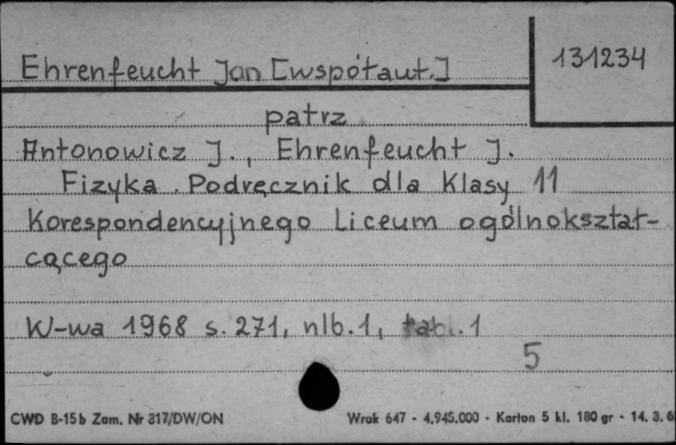 Ehrenfeucht Jan [współaut.]
131234
patrz
Antonowicz J., Ehrenfeucht J.
Fizyka. Podręcznik dla klasy 11
Korespondencyjnego Liceum ogólnokształ-
cącego
W-wa 1968 s. 271, nlb. 1, tabl. 1
5
CWD B-15b Zam. Nr 317/DW/ON
Wrak 647 - 4.945.000 - Karton 5 kl. 180 gr - 14. 3. 6